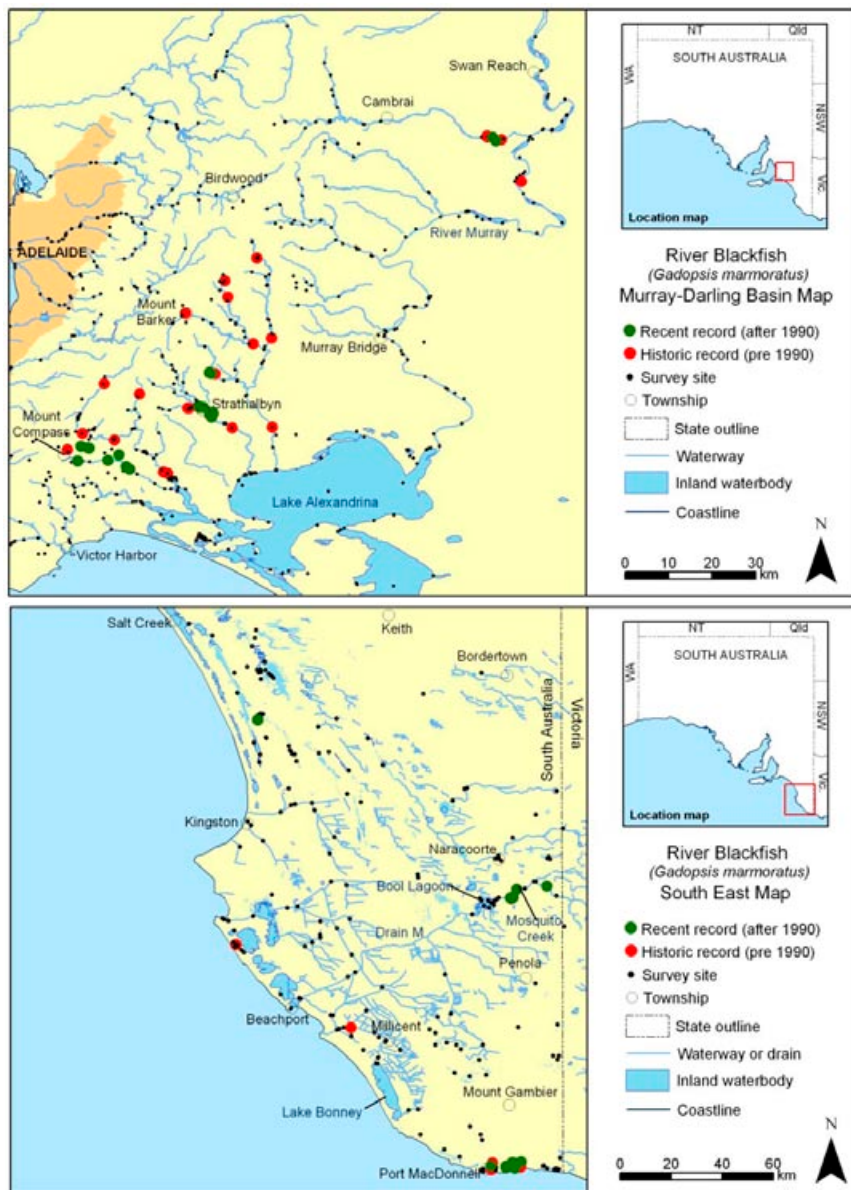 Swan Reach
Cambrai
Birdwood
ADELAIDE
River Murray
Mount
Barker
Murray Bridge
Strathalbyn
Mount
Compass
Lake Alexandrina
Victor Harbor
NT
Qld
SOUTH AUSTRALIA
WA
NSW
Vic.
Location map
River Blackfish
(Gadopsis marmoratus)
Murray-Darling Basin Map
Recent record (after 1990)
Historic record (pre 1990)
Survey site
Township
State outline
Waterway
Inland waterbody
Coastline
N
0 10 20 30
km
Salt Creek
Keith
Bordertown
South Australia
Victoria
Kingston
Naracoorte
Bool Lagoon
Mosquito
Creek
Drain M
Penola
Beachport
Millicent
Mount Gambier
Lake Bonney
Port MacDonnell
NT
Qld
SOUTH AUSTRALIA
WA
NSW
Vic.
Location map
River Blackfish
(Gadopsis marmoratus)
South East Map
Recent record (after 1990)
Historic record (pre 1990)
Survey site
Township
State outline
Waterway or drain
Inland waterbody
Coastline
N
0 20 40 60
km